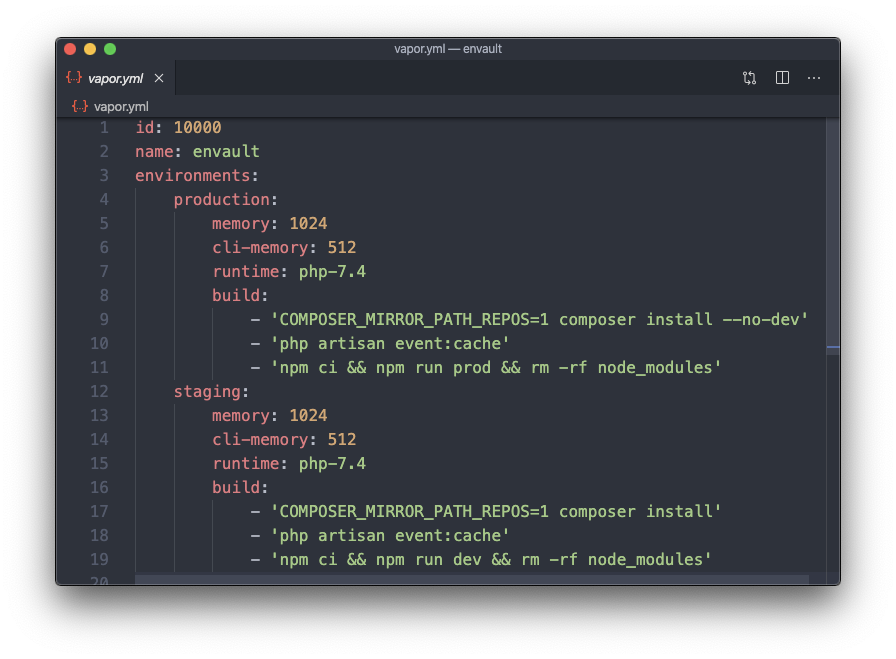 vapor.yml — envault
{..} vapor.yml ×
{..} vapor.yml
1 id: 10000
2 name: envault
3 environments:
4 production:
5 memory: 1024
6 cli-memory: 512
7 runtime: php-7.4
8 build:
9 - 'COMPOSER_MIRROR_PATH_REPOS=1 composer install --no-dev'
10 - 'php artisan event:cache'
11 - 'npm ci && npm run prod && rm -rf node_modules'
12 staging:
13 memory: 1024
14 cli-memory: 512
15 runtime: php-7.4
16 build:
17 - 'COMPOSER_MIRROR_PATH_REPOS=1 composer install'
18 - 'php artisan event:cache'
19 - 'npm ci && npm run dev && rm -rf node_modules'
20